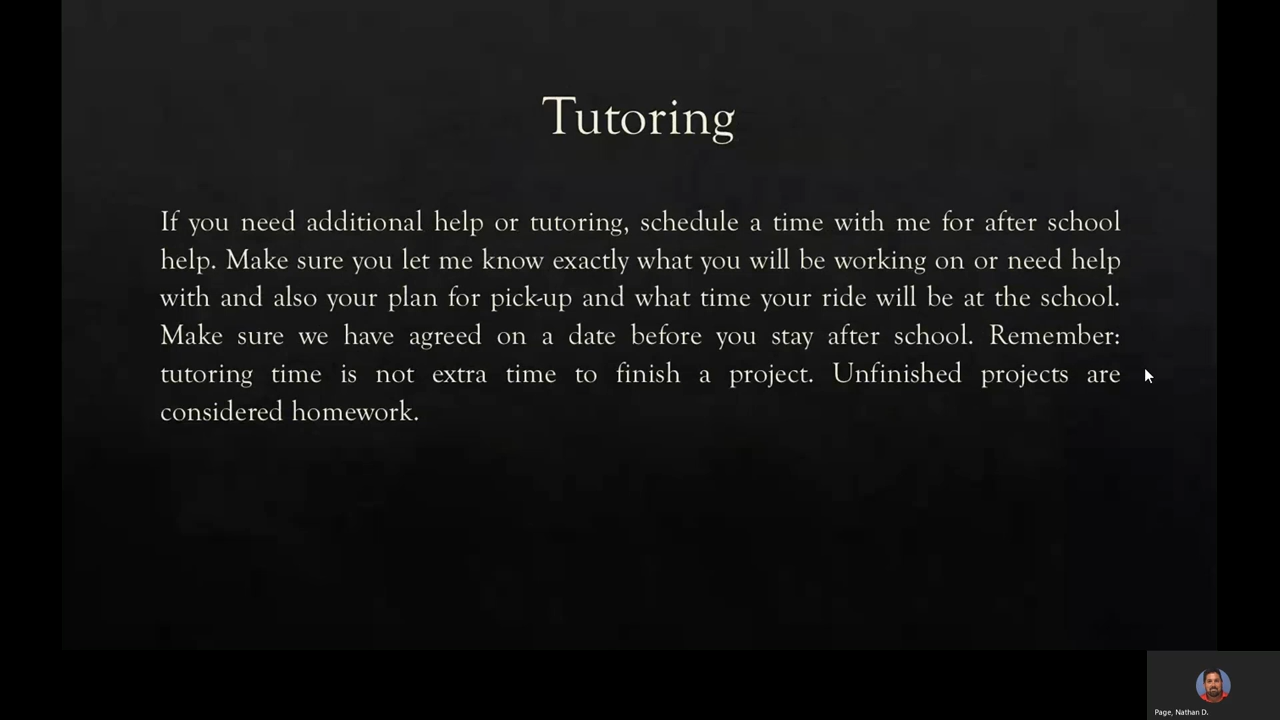 Tutoring
If you need additional help or tutoring, schedule a time with me for after school
help. Make sure you let me know exactly what you will be working on or need help
with and also your plan for pick-up and what time your ride will be at the school.
Make sure we have agreed on a date before you stay after school. Remember:
tutoring time is not extra time to finish a project. Unfinished projects are
considered homework.
Page, Nathan D.